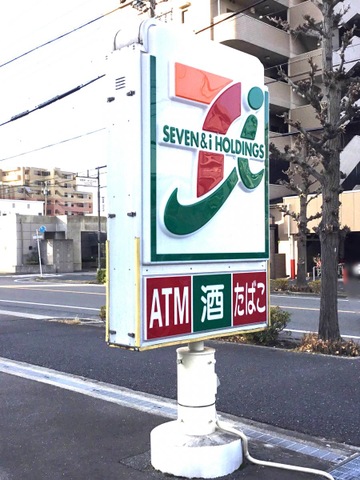 SEVEN&i HOLDINGS
ATM 酒 たばこ